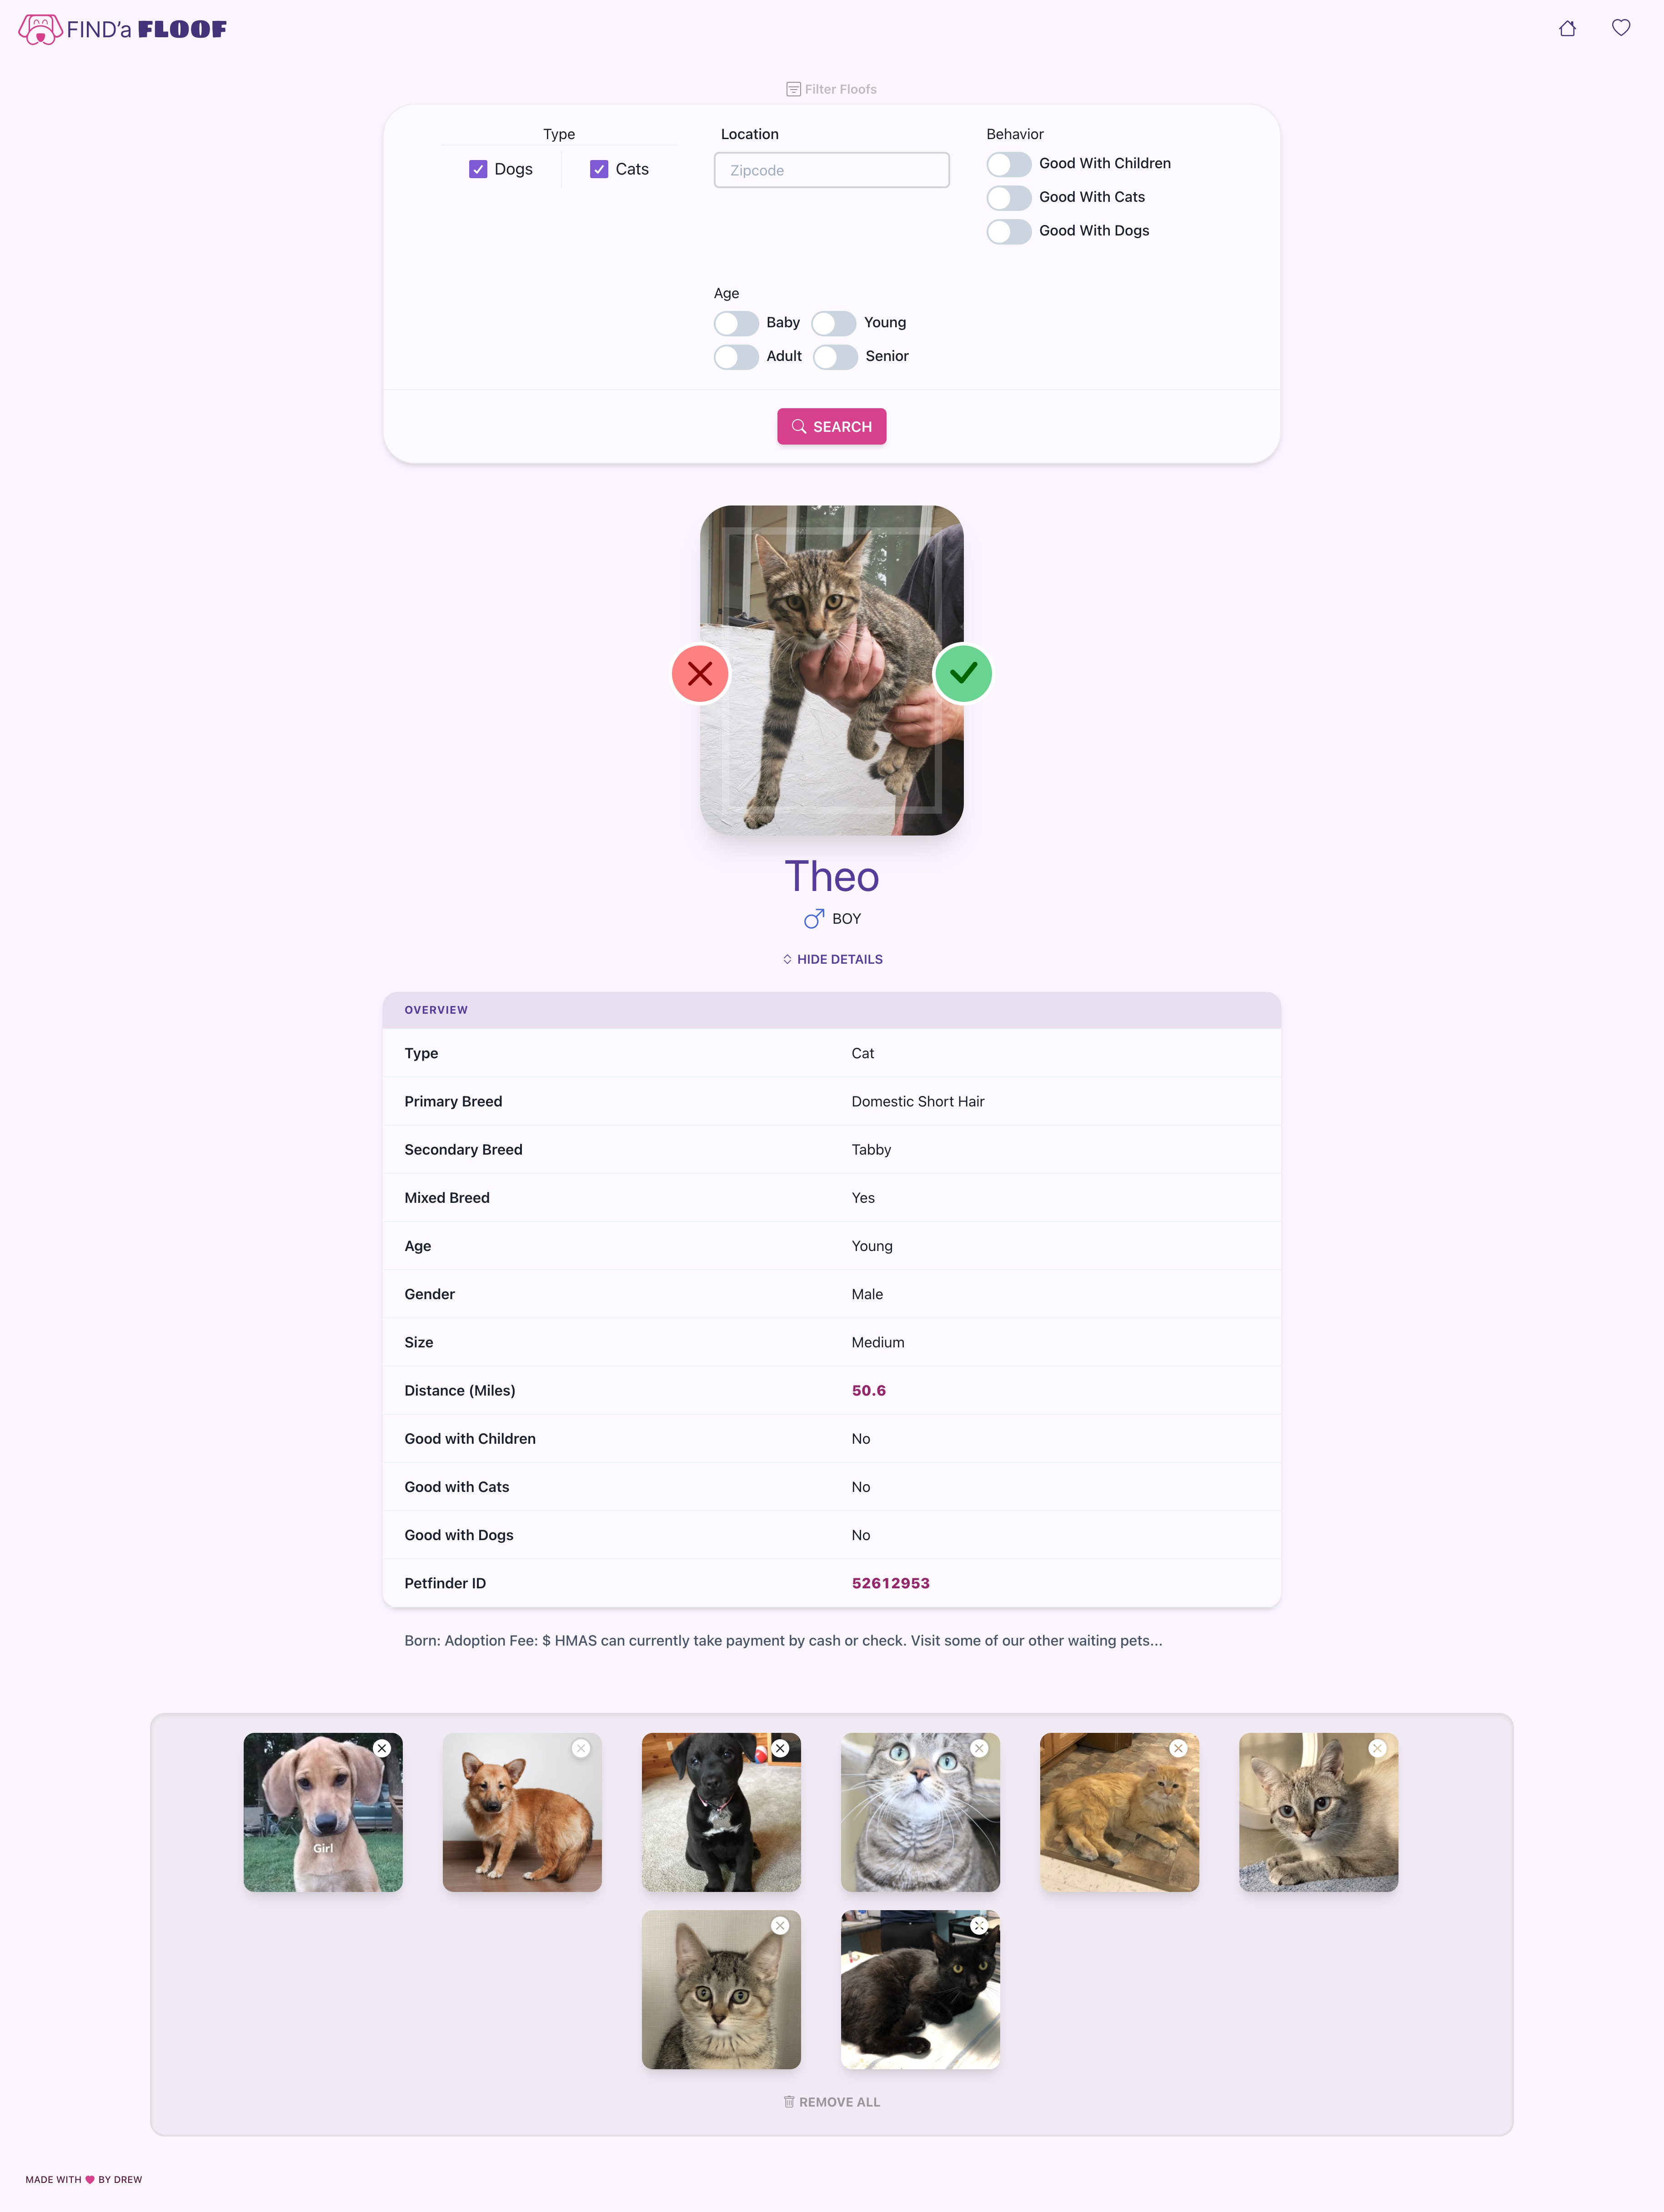 FIND'a FLOOF
Filter Floofs
Type
Dogs
Cats
Location
Zipcode
Behavior
Good With Children
Good With Cats
Good With Dogs
Age
Baby
Young
Adult
Senior
SEARCH
Theo
BOY
HIDE DETAILS
OVERVIEW
Type Cat
Primary Breed Domestic Short Hair
Secondary Breed Tabby
Mixed Breed Yes
Age Young
Gender Male
Size Medium
Distance (Miles) 50.6
Good with Children No
Good with Cats No
Good with Dogs No
Petfinder ID 52612953
Born: Adoption Fee: $ HMAS can currently take payment by cash or check. Visit some of our other waiting pets...
Girl
REMOVE ALL
MADE WITH ❤ BY DREW